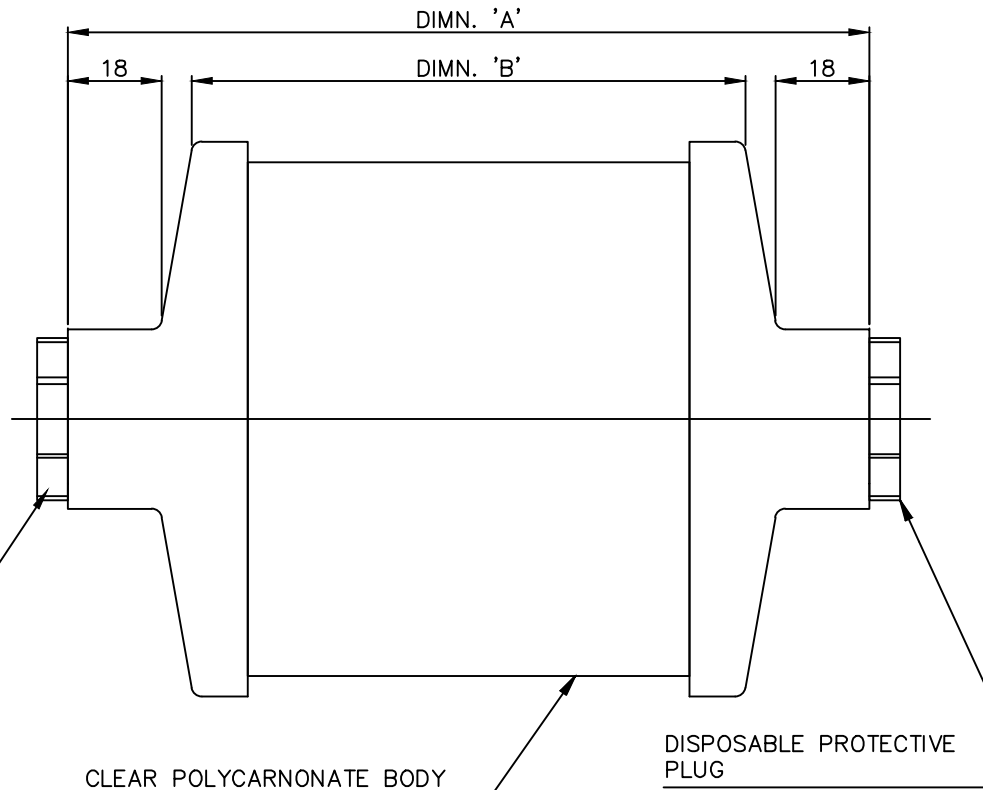 DIMN. 'A'
18
DIMN. 'B'
18
DISPOSABLE PROTECTIVE
PLUG
CLEAR POLYCARNONATE BODY